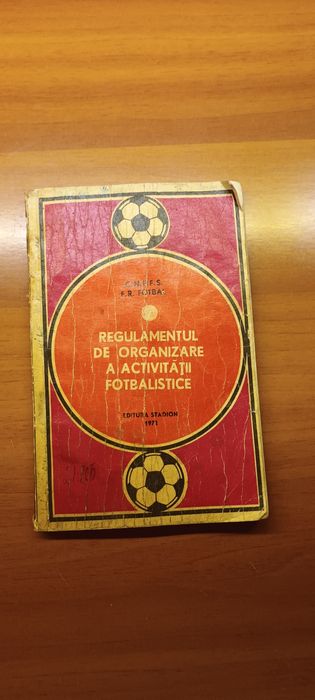 C.N.E.F.S.
F.R. FOTBAL
REGULAMENTUL
DE ORGANIZARE
A ACTIVITĂȚII
FOTBALISTICE
EDITURA STADION
1971